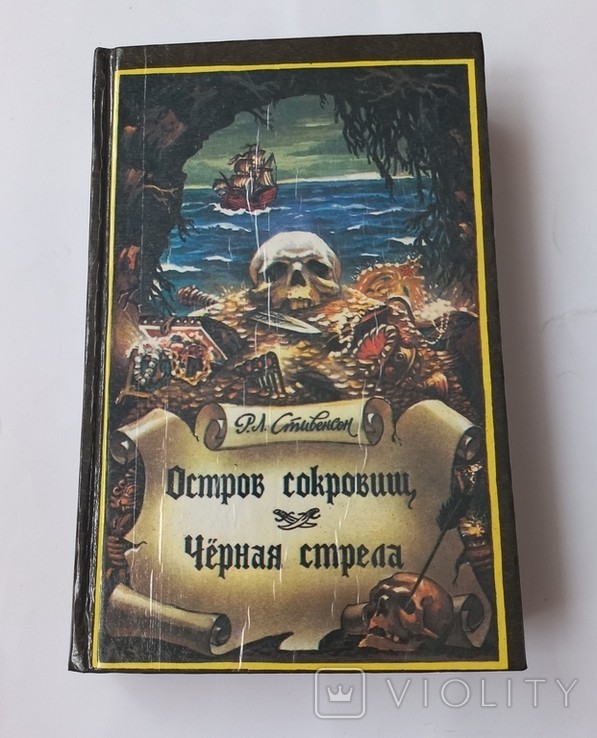 Р.Л. Стивенсон
Остров сокровищ
Чёрная стрела
VIOLITY